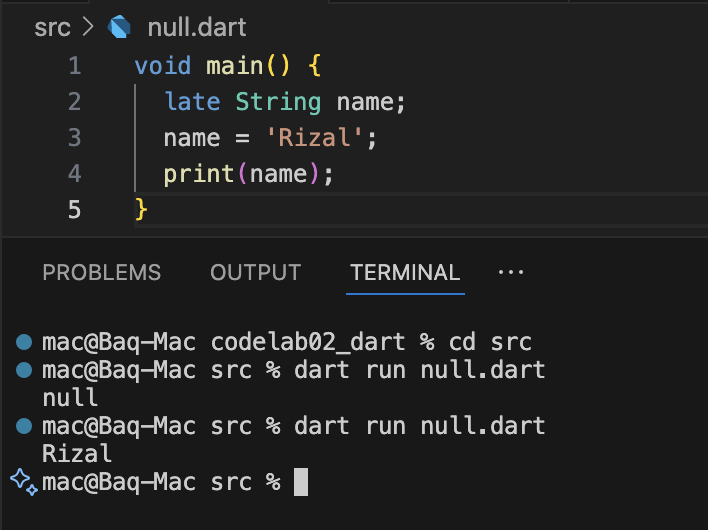 src > null.dart
1 void main() {
2   late String name;
3   name = 'Rizal';
4   print(name);
5 }
PROBLEMS OUTPUT TERMINAL ···
mac@Baq-Mac codelab02_dart % cd src
mac@Baq-Mac src % dart run null.dart
null
mac@Baq-Mac src % dart run null.dart
Rizal
mac@Baq-Mac src %